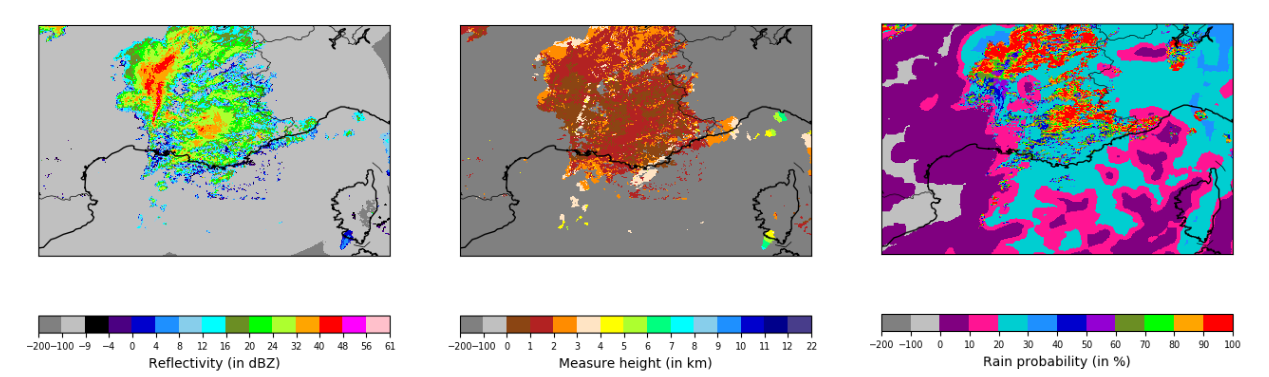 −200−100 −9 −4 0 4 8 12 16 20 24 32 40 48 56 61
Reflectivity (in dBZ)
−200−100 0 1 2 3 4 5 6 7 8 9 10 11 12 22
Measure height (in km)
−200 −100 0 10 20 30 40 50 60 70 80 90 100
Rain probability (in %)